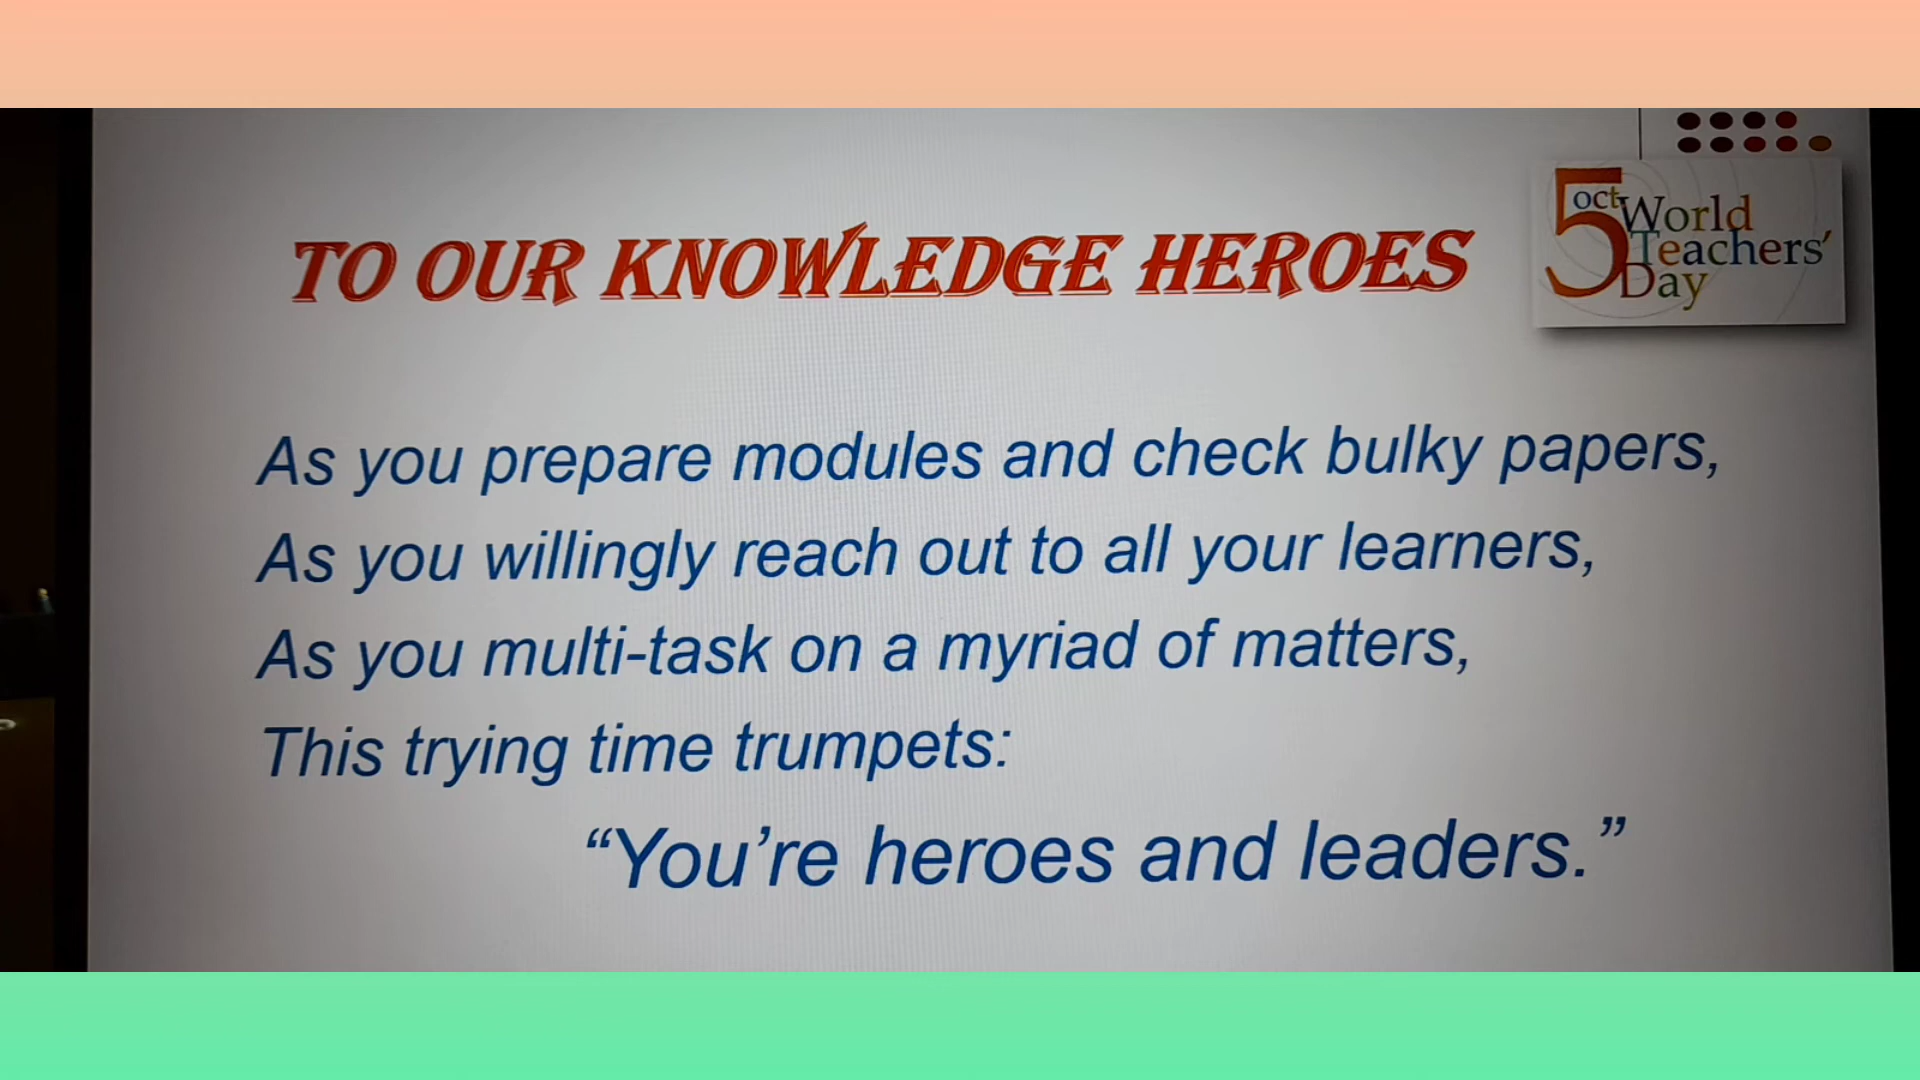 TO OUR KNOWLEDGE HEROES
5 oct World
Teachers'
Day
As you prepare modules and check bulky papers,
As you willingly reach out to all your learners,
As you multi-task on a myriad of matters,
This trying time trumpets:
“You’re heroes and leaders.”